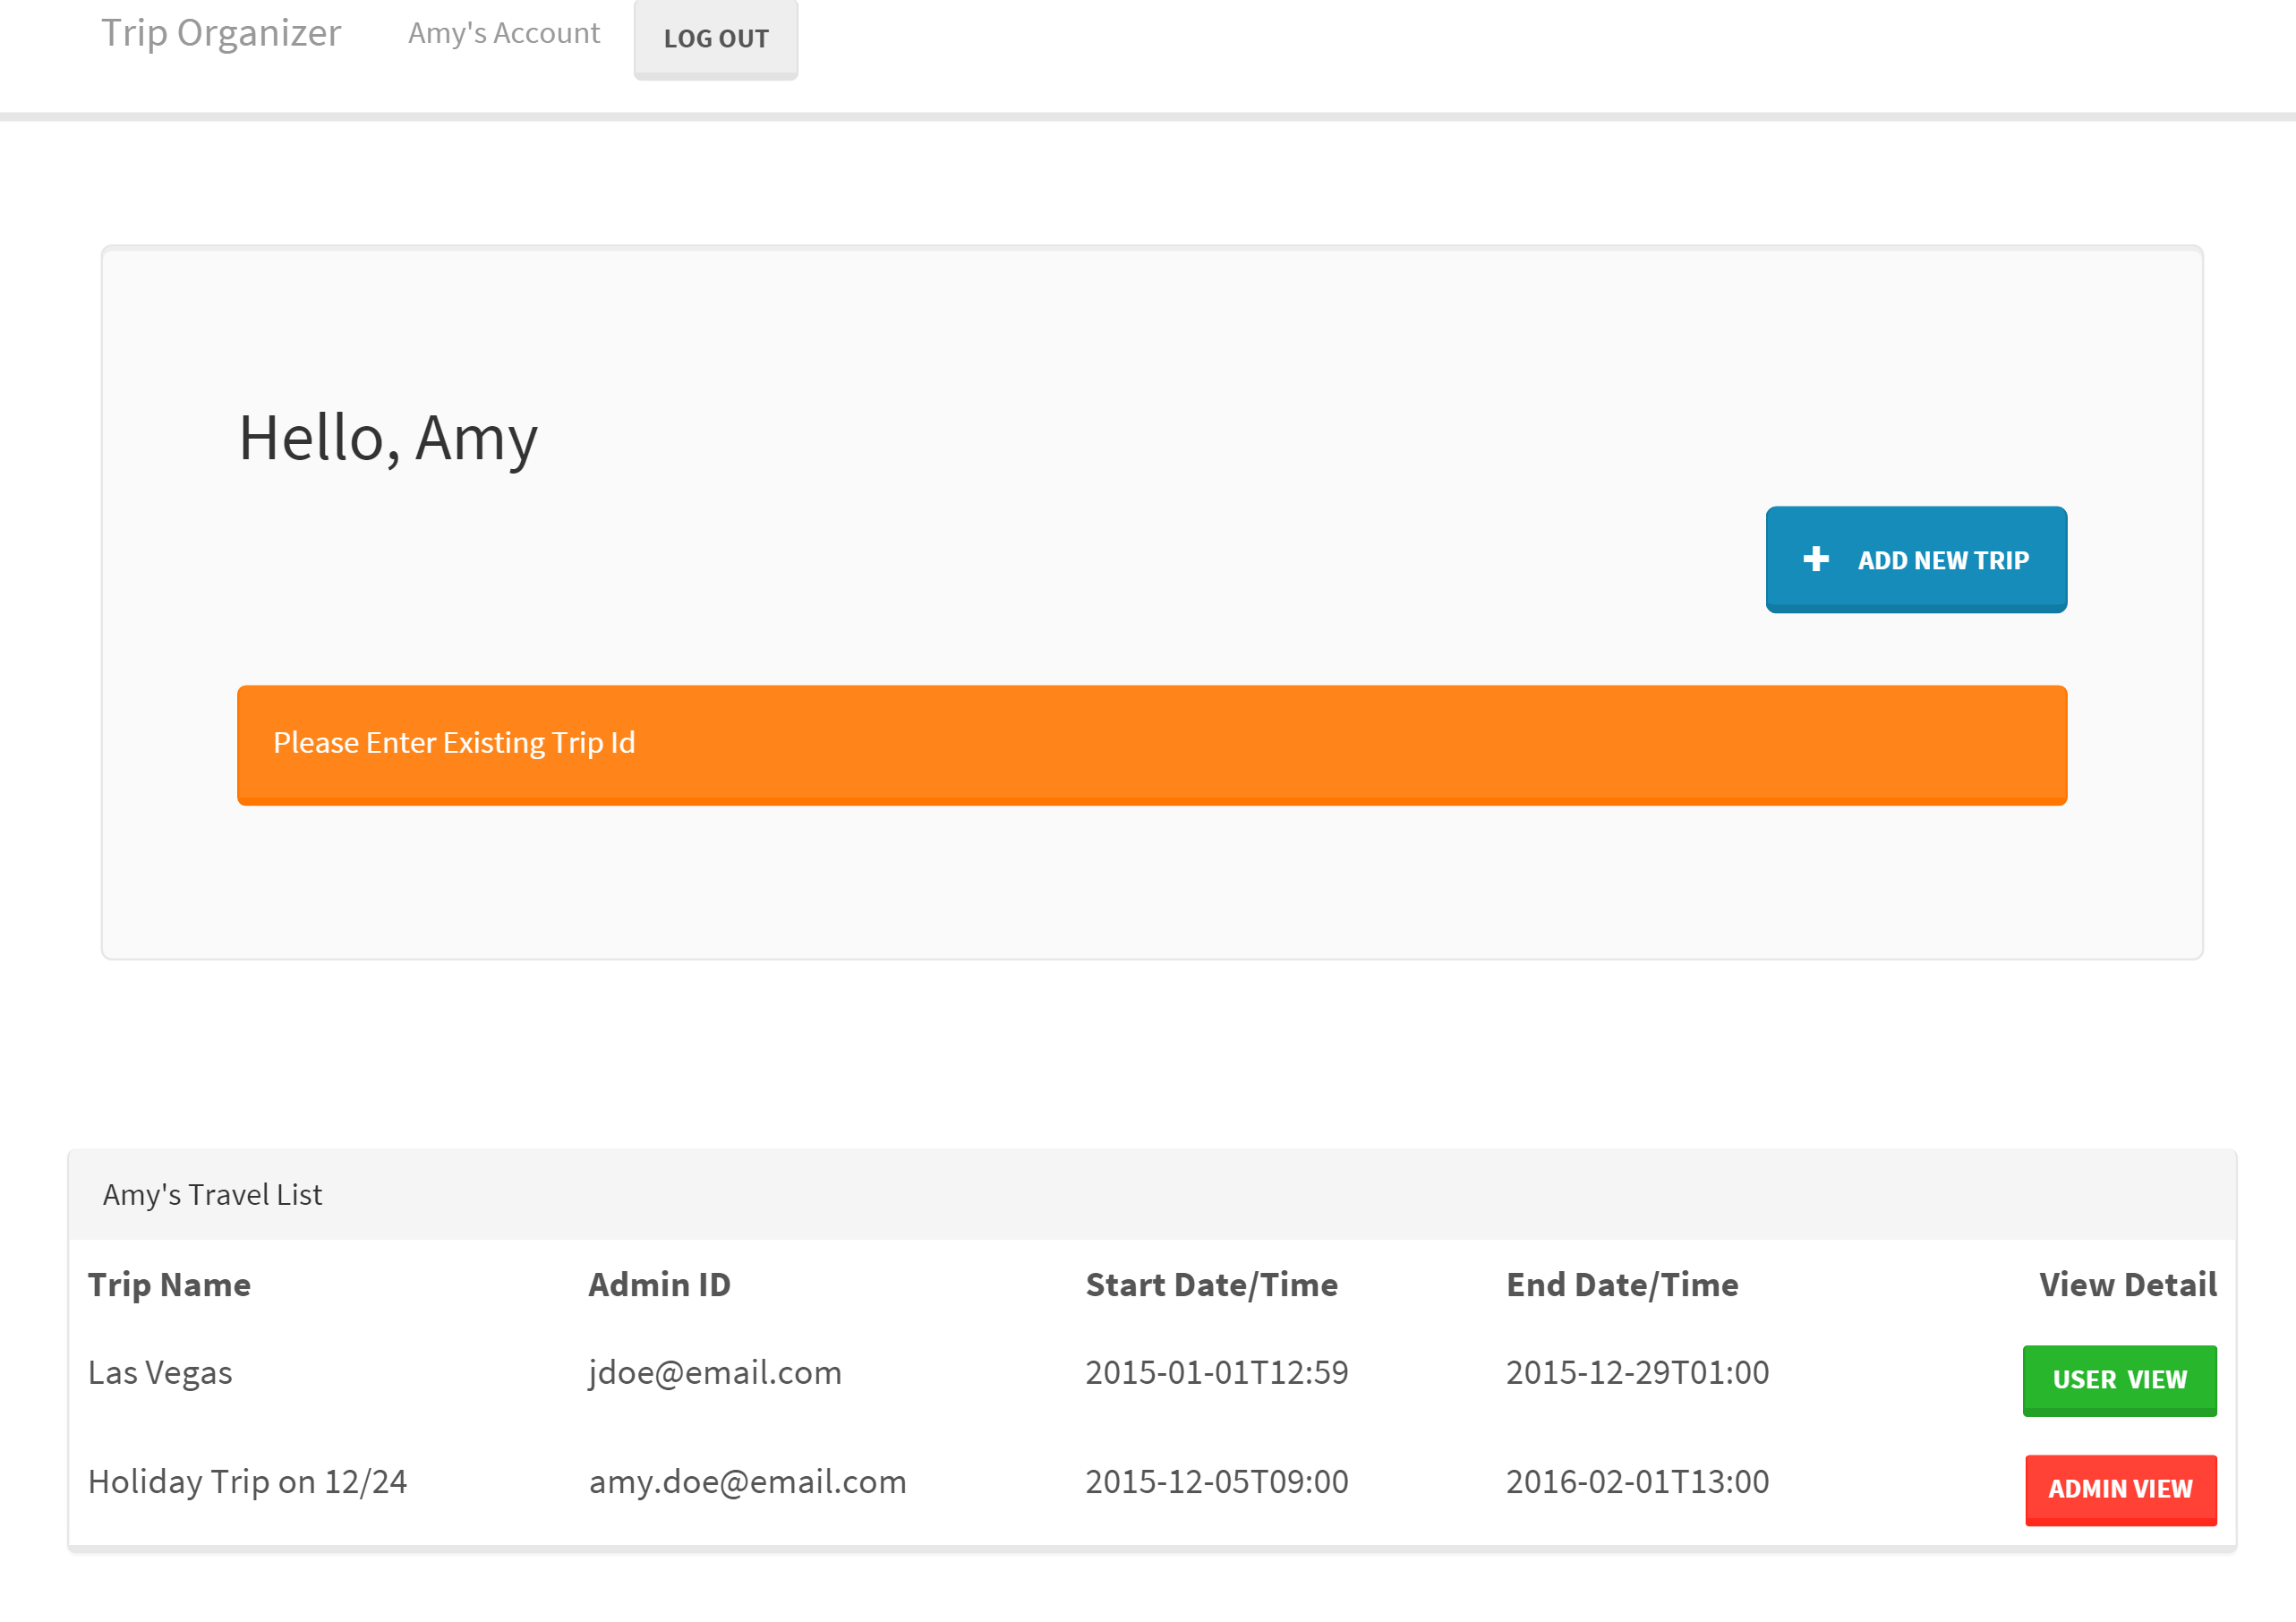 Trip Organizer Amy's Account LOG OUT
Hello, Amy
ADD NEW TRIP
Please Enter Existing Trip Id
Amy's Travel List
Trip Name Admin ID Start Date/Time End Date/Time View Detail
Las Vegas jdoe@email.com 2015-01-01T12:59 2015-12-29T01:00 USER VIEW
Holiday Trip on 12/24 amy.doe@email.com 2015-12-05T09:00 2016-02-01T13:00 ADMIN VIEW